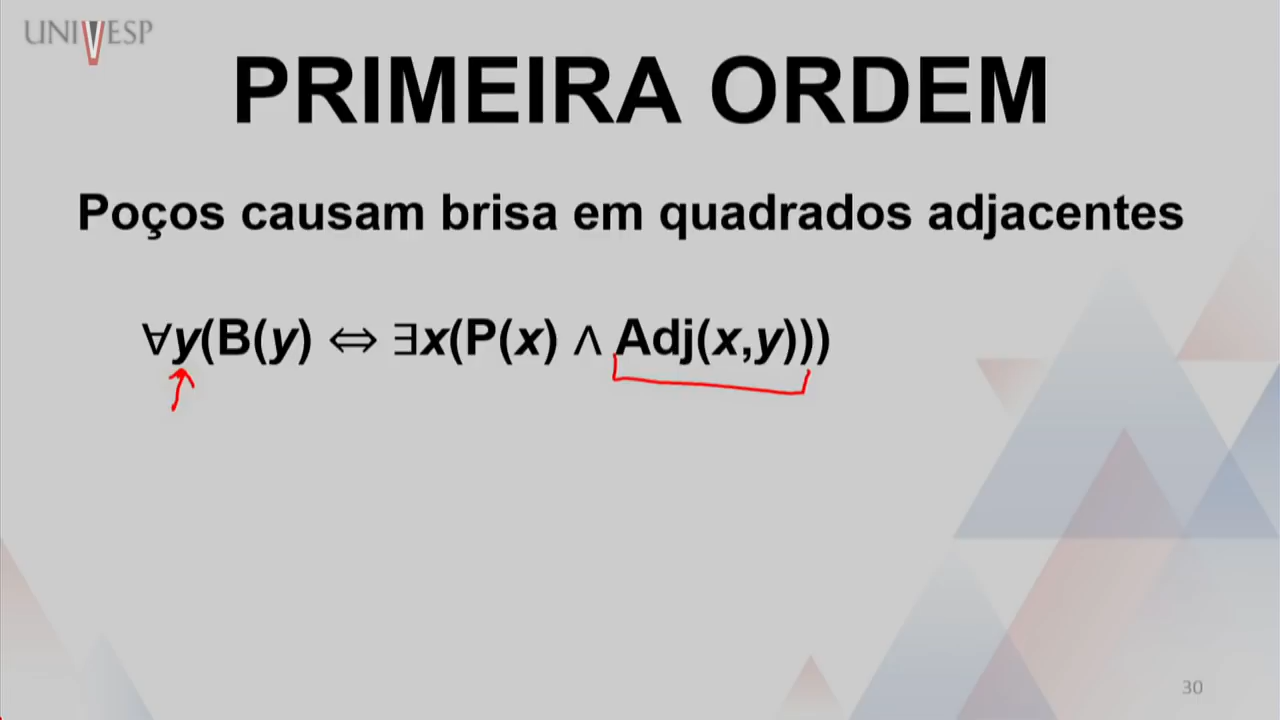 UNIVESP
PRIMEIRA ORDEM
Poços causam brisa em quadrados adjacentes
∀y(B(y) ⇔ ∃x(P(x) ∧ Adj(x,y)))
30